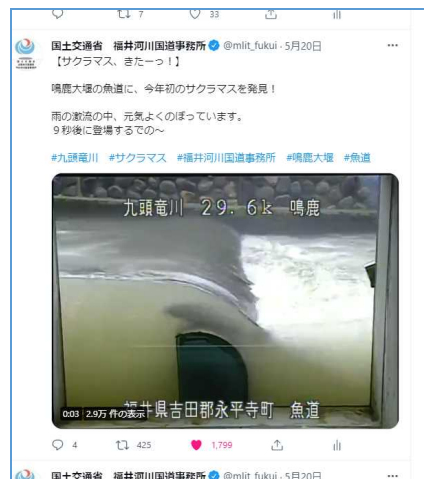 7 33
国土交通省　福井河川国道事務所 @mlit_fukui · 5月20日
【サクラマス、きたーっ！】
鳴鹿大堰の魚道に、今年初のサクラマスを発見！
雨の激流の中、元気よくのぼっています。
９秒後に登場するでの～
#九頭竜川 #サクラマス #福井河川国道事務所 #鳴鹿大堰 #魚道
九頭竜川 29.6k 鳴鹿
0:03 2.9万 件の表示
福井県吉田郡永平寺町 魚道
4 425 1,799
国土交通省　福井河川国道事務所 @mlit_fukui · 5月20日